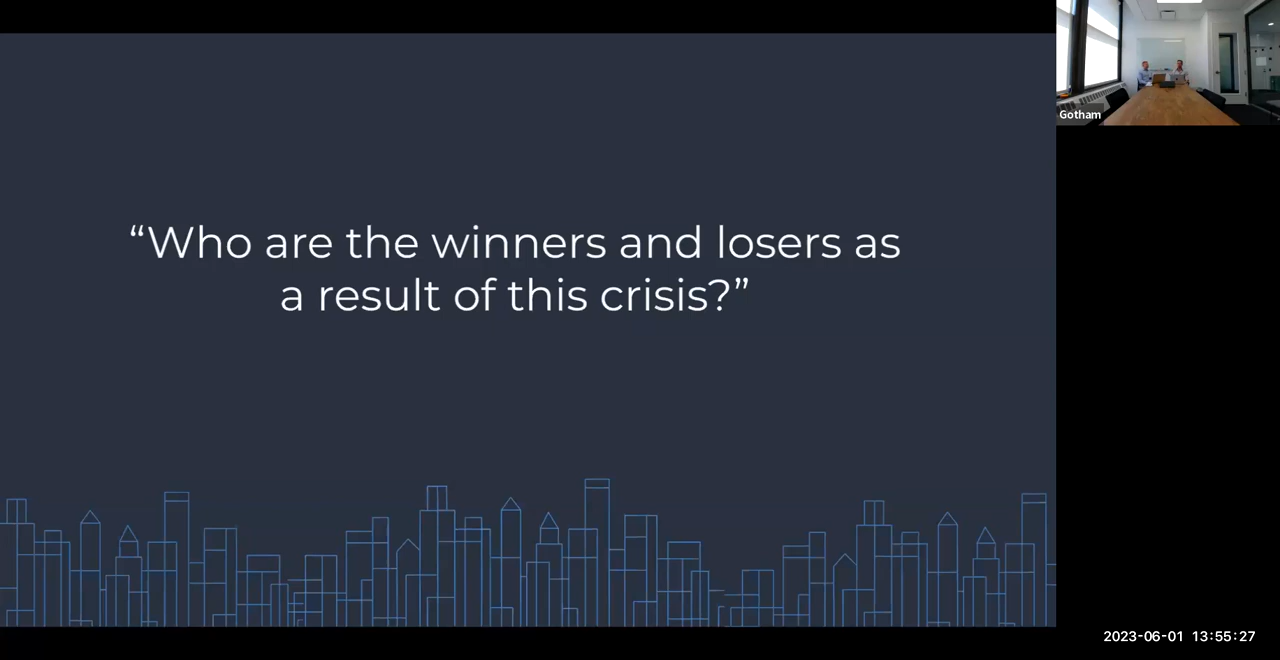 “Who are the winners and losers as
a result of this crisis?”
Gotham
2023-06-01 13:55:27